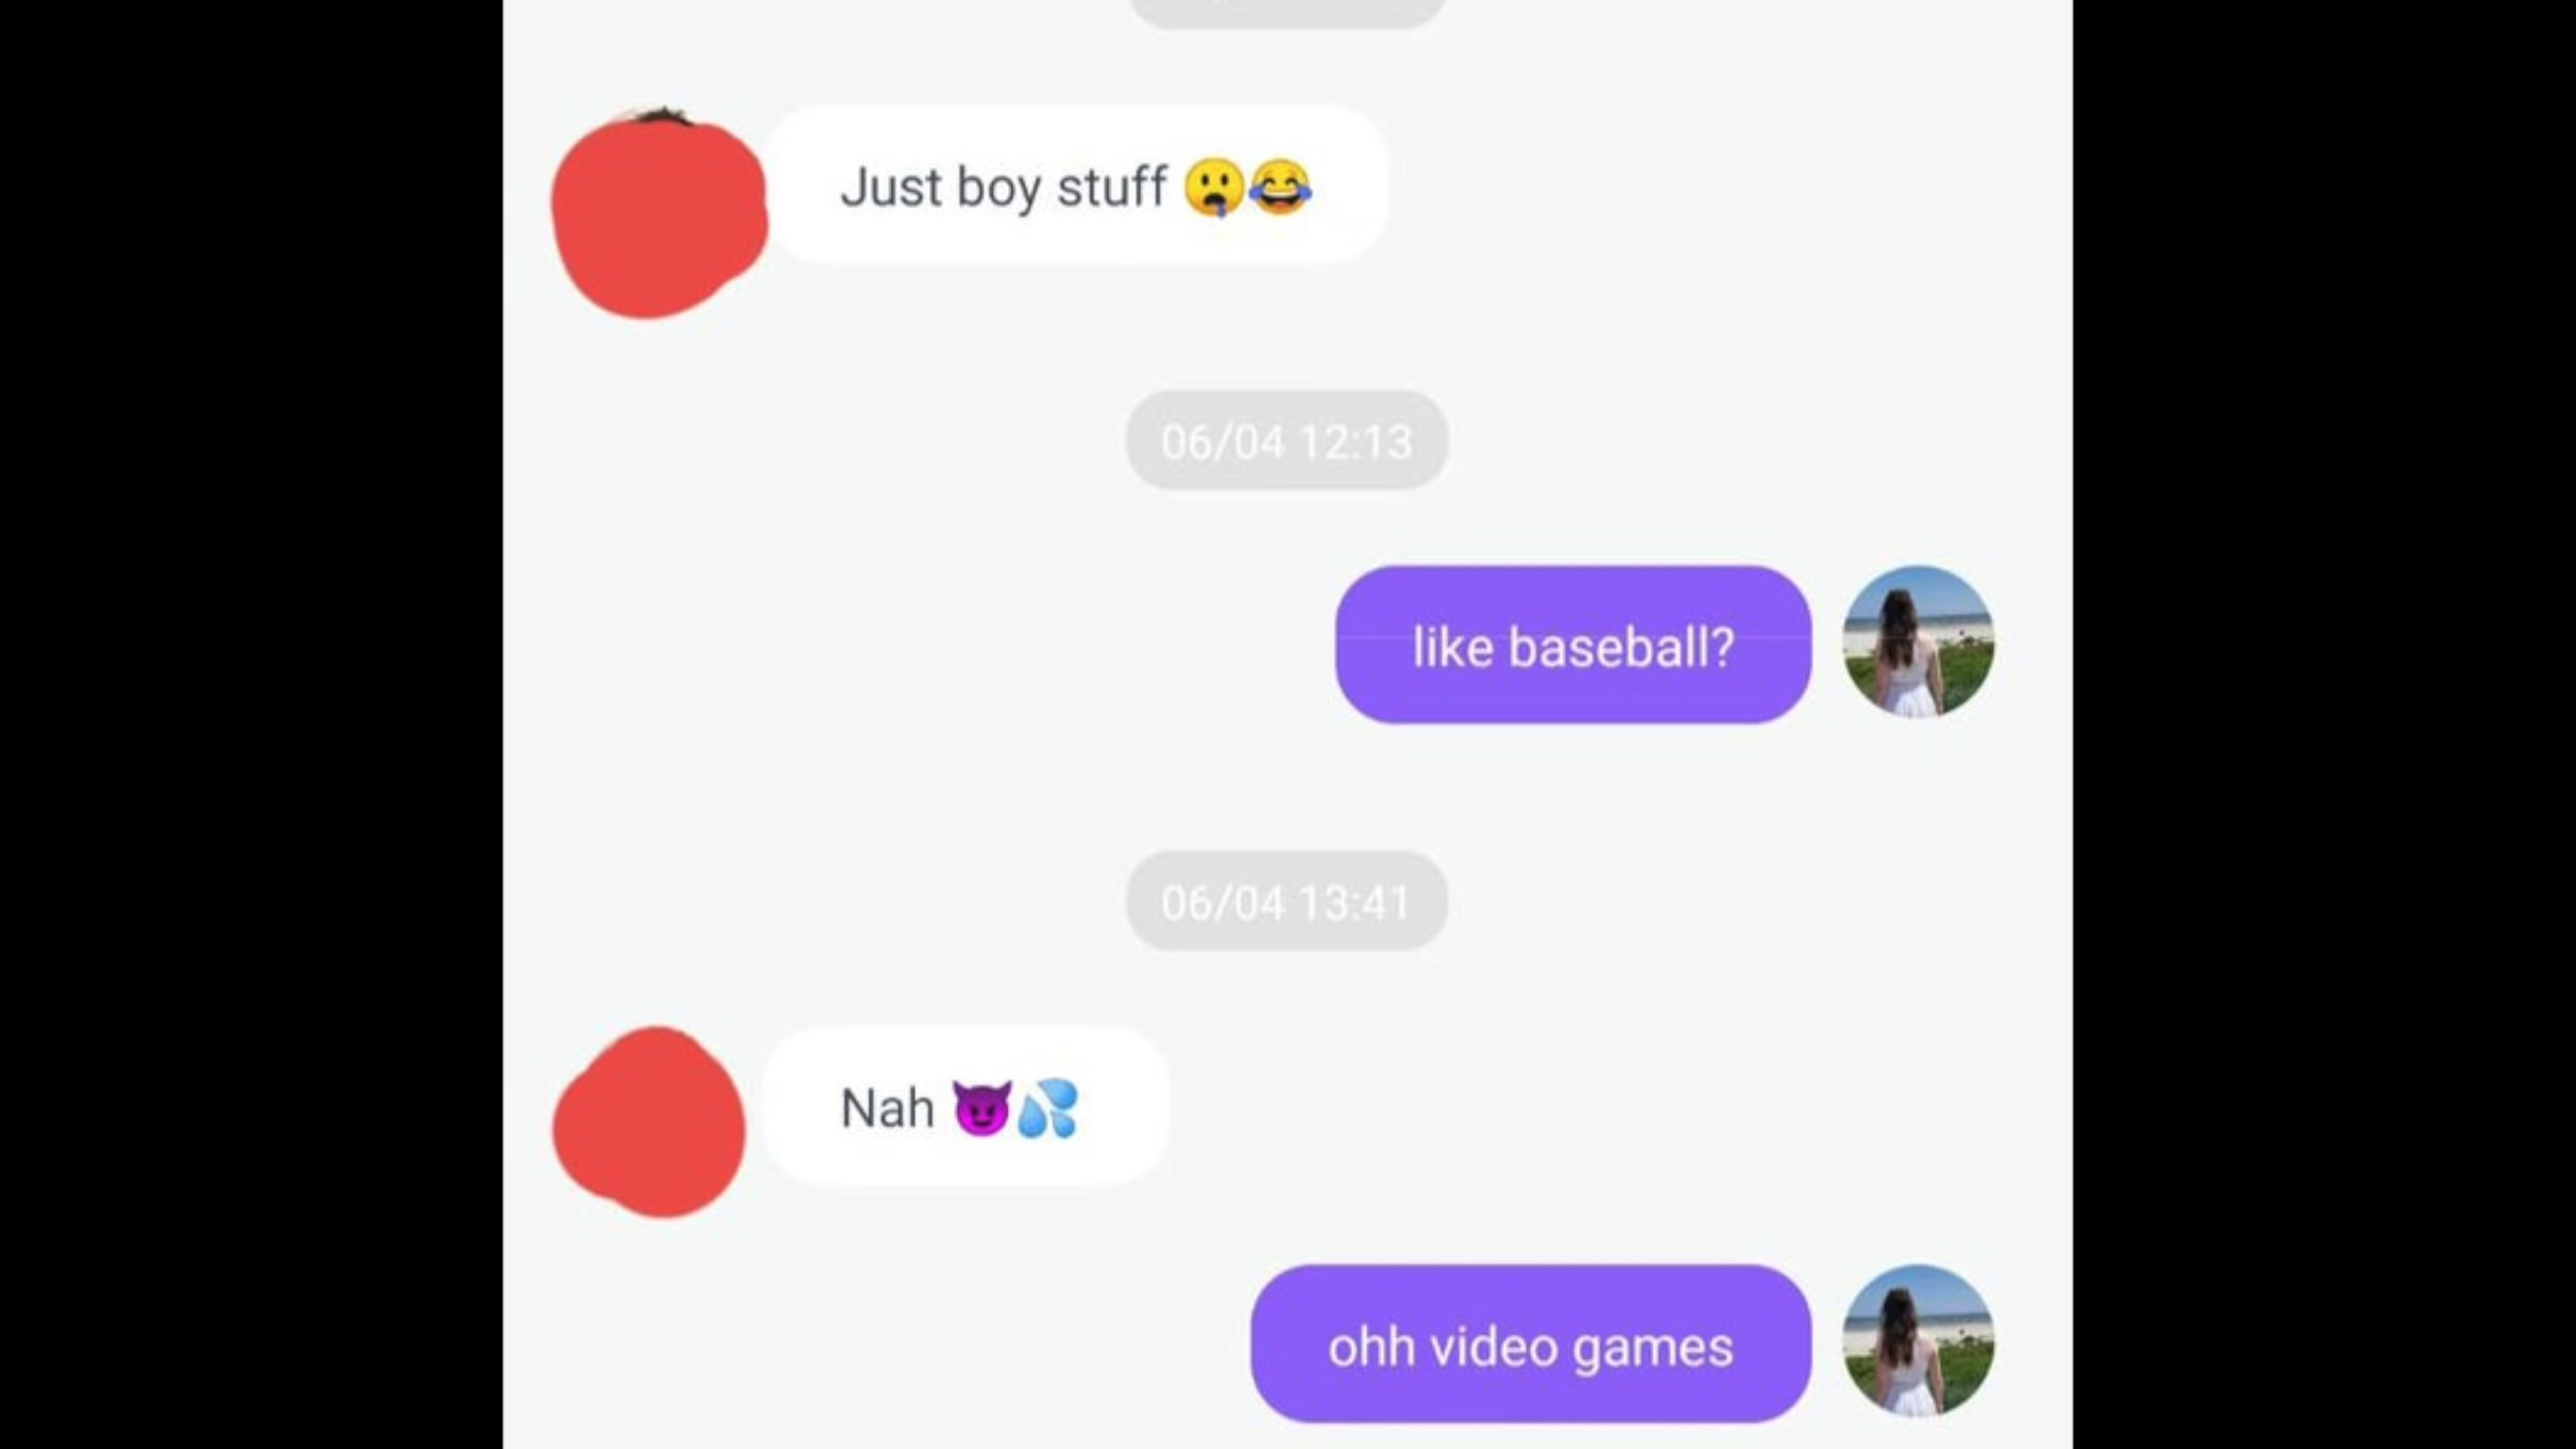 Just boy stuff 😲😂
06/04 12:13
like baseball?
06/04 13:41
Nah 😈💦
ohh video games